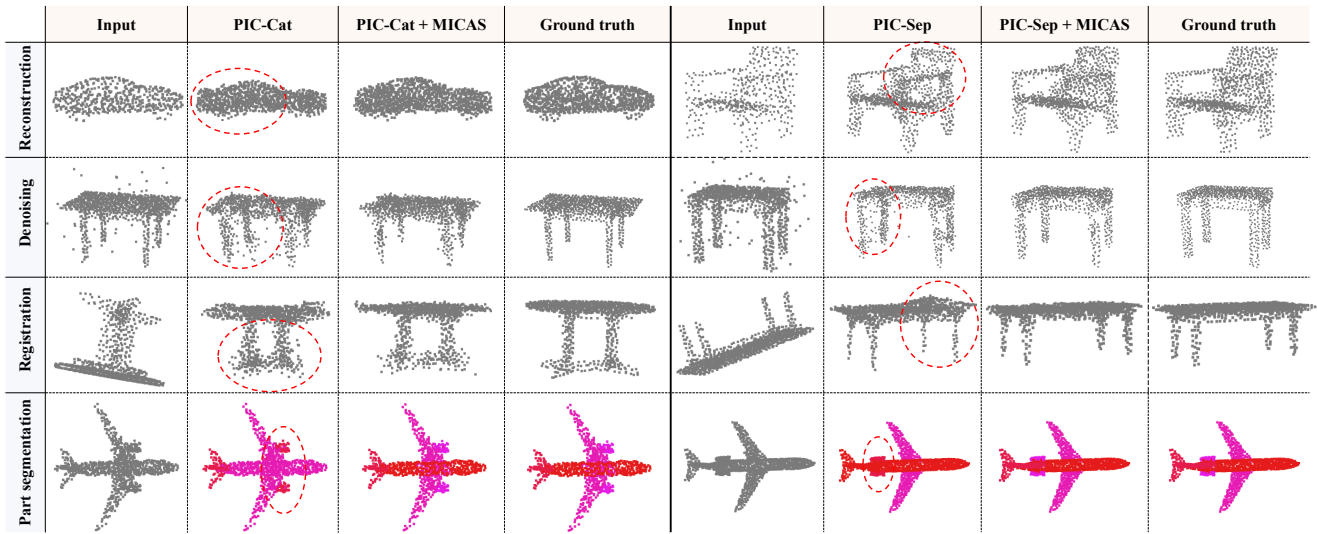 Input PIC-Cat PIC-Cat + MICAS Ground truth Input PIC-Sep PIC-Sep + MICAS Ground truth
Reconstruction
Denoising
Registration
Part segmentation